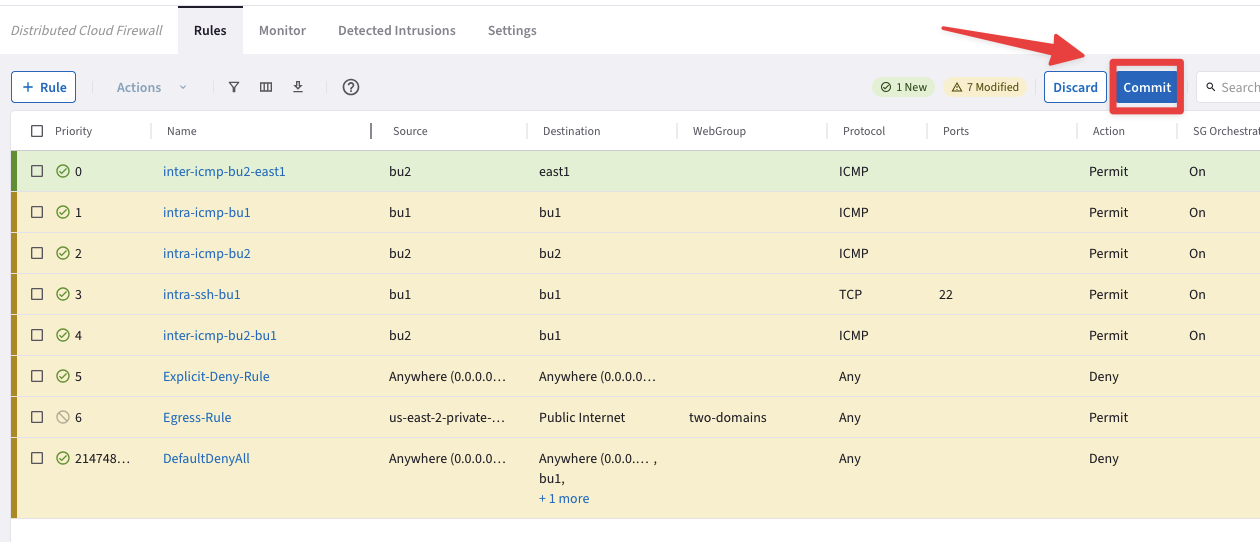 Distributed Cloud Firewall Rules Monitor Detected Intrusions Settings
+ Rule Actions 1 New 7 Modified Discard Commit Search
Priority Name Source Destination WebGroup Protocol Ports Action SG Orchestrat
0 inter-icmp-bu2-east1 bu2 east1 ICMP Permit On
1 intra-icmp-bu1 bu1 bu1 ICMP Permit On
2 intra-icmp-bu2 bu2 bu2 ICMP Permit On
3 intra-ssh-bu1 bu1 bu1 TCP 22 Permit On
4 inter-icmp-bu2-bu1 bu2 bu1 ICMP Permit On
5 Explicit-Deny-Rule Anywhere (0.0.0.0… Anywhere (0.0.0.0… Any Deny
6 Egress-Rule us-east-2-private-… Public Internet two-domains Any Permit
214748… DefaultDenyAll Anywhere (0.0.0.0… Anywhere (0.0.0.… , Any Deny
bu1,
+ 1 more